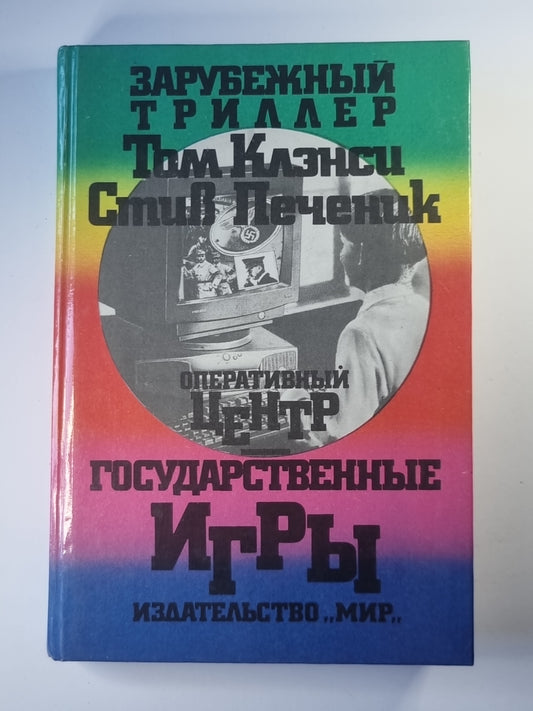 ЗАРУБЕЖНЫЙ
ТРИЛЛЕР
Том Клэнси
Стив Печеник
ОПЕРАТИВНЫЙ
ЦЕНТР
ГОСУДАРСТВЕННЫЕ
ИГРЫ
ИЗДАТЕЛЬСТВО „МИР„